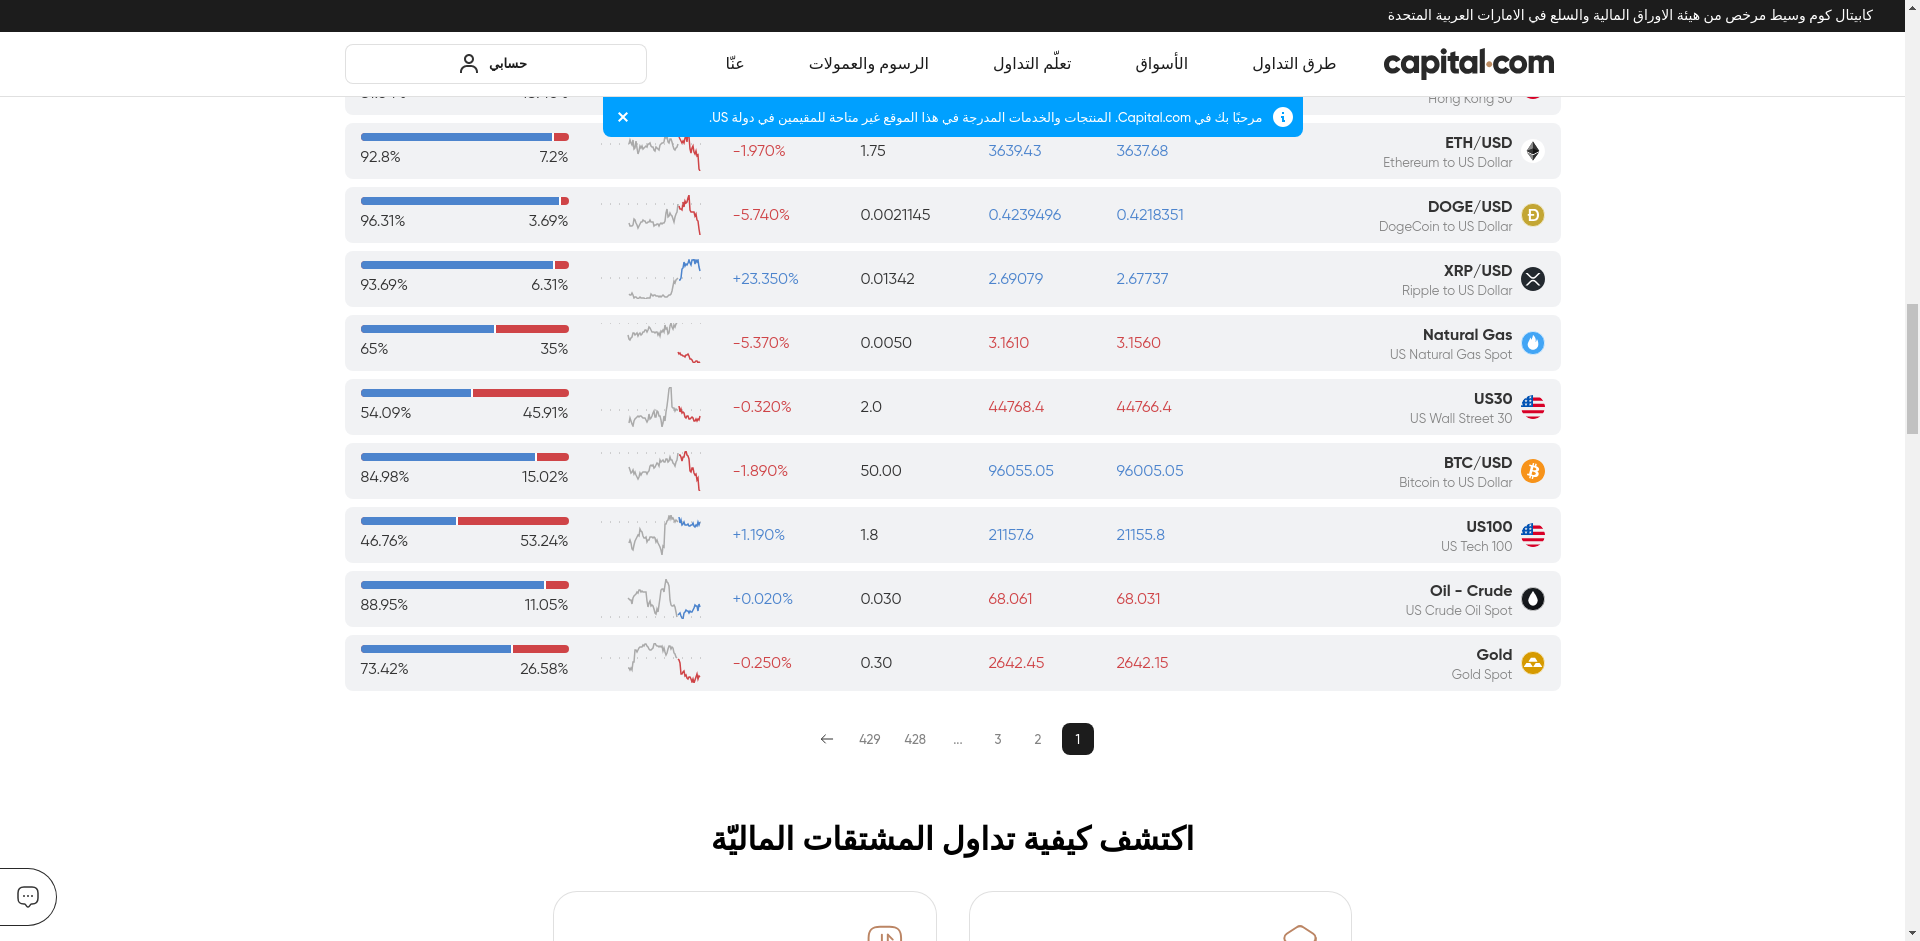 كابيتال كوم وسيط مرخص من هيئة الاوراق المالية والسلع في الامارات العربية المتحدة
capital.com
طرق التداول
الأسواق
تعلّم التداول
الرسوم والعمولات
عنّا
حسابي
مرحبًا بك في Capital.com. المنتجات والخدمات المدرجة في هذا الموقع غير متاحة للمقيمين في دولة US.
Hong Kong 50
ETH/USD
Ethereum to US Dollar
3637.68
3639.43
1.75
-1.970%
92.8%
7.2%
DOGE/USD
DogeCoin to US Dollar
0.4218351
0.4239496
0.0021145
-5.740%
96.31%
3.69%
XRP/USD
Ripple to US Dollar
2.67737
2.69079
0.01342
+23.350%
93.69%
6.31%
Natural Gas
US Natural Gas Spot
3.1560
3.1610
0.0050
-5.370%
65%
35%
US30
US Wall Street 30
44766.4
44768.4
2.0
-0.320%
54.09%
45.91%
BTC/USD
Bitcoin to US Dollar
96005.05
96055.05
50.00
-1.890%
84.98%
15.02%
US100
US Tech 100
21155.8
21157.6
1.8
+1.190%
46.76%
53.24%
Oil - Crude
US Crude Oil Spot
68.031
68.061
0.030
+0.020%
88.95%
11.05%
Gold
Gold Spot
2642.15
2642.45
0.30
-0.250%
73.42%
26.58%
1 2 3 ... 428 429
اكتشف كيفية تداول المشتقات الماليّة